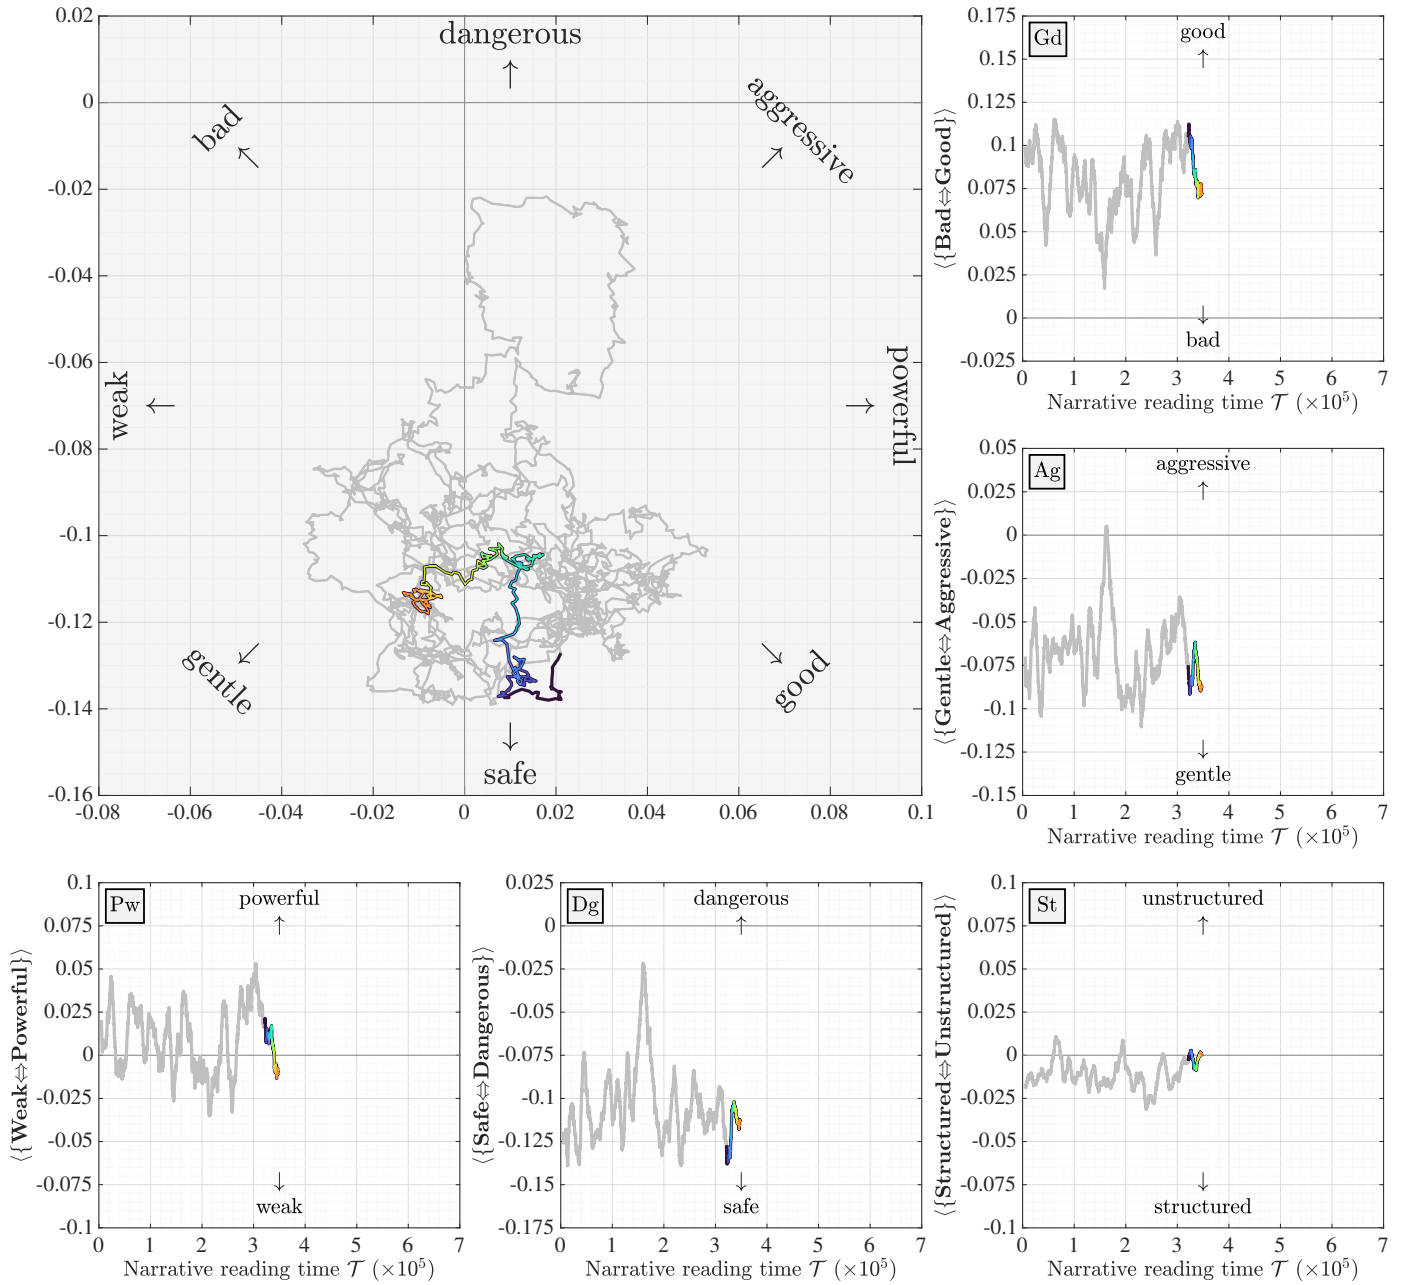 0.02
0
-0.02
-0.04
-0.06
-0.08
-0.1
-0.12
-0.14
-0.16
-0.08
-0.06
-0.04
-0.02
0
0.02
0.04
0.06
0.08
0.1
dangerous
↑
bad
↖
aggressive
↗
weak
←
powerful
→
gentle
↙
good
↘
↓
safe
Gd
good
↑
↓
bad
0.175
0.15
0.125
0.1
0.075
0.05
0.025
0
-0.025
0 1 2 3 4 5 6 7
⟨{Bad⇔Good}⟩
Narrative reading time 𝒯 (×10⁵)
Ag
aggressive
↑
↓
gentle
0.05
0.025
0
-0.025
-0.05
-0.075
-0.1
-0.125
-0.15
0 1 2 3 4 5 6 7
⟨{Gentle⇔Aggressive}⟩
Narrative reading time 𝒯 (×10⁵)
Pw
powerful
↑
↓
weak
0.1
0.075
0.05
0.025
0
-0.025
-0.05
-0.075
-0.1
0 1 2 3 4 5 6 7
⟨{Weak⇔Powerful}⟩
Narrative reading time 𝒯 (×10⁵)
Dg
dangerous
↑
↓
safe
0.025
0
-0.025
-0.05
-0.075
-0.1
-0.125
-0.15
-0.175
0 1 2 3 4 5 6 7
⟨{Safe⇔Dangerous}⟩
Narrative reading time 𝒯 (×10⁵)
St
unstructured
↑
↓
structured
0.1
0.075
0.05
0.025
0
-0.025
-0.05
-0.075
-0.1
0 1 2 3 4 5 6 7
⟨{Structured⇔Unstructured}⟩
Narrative reading time 𝒯 (×10⁵)